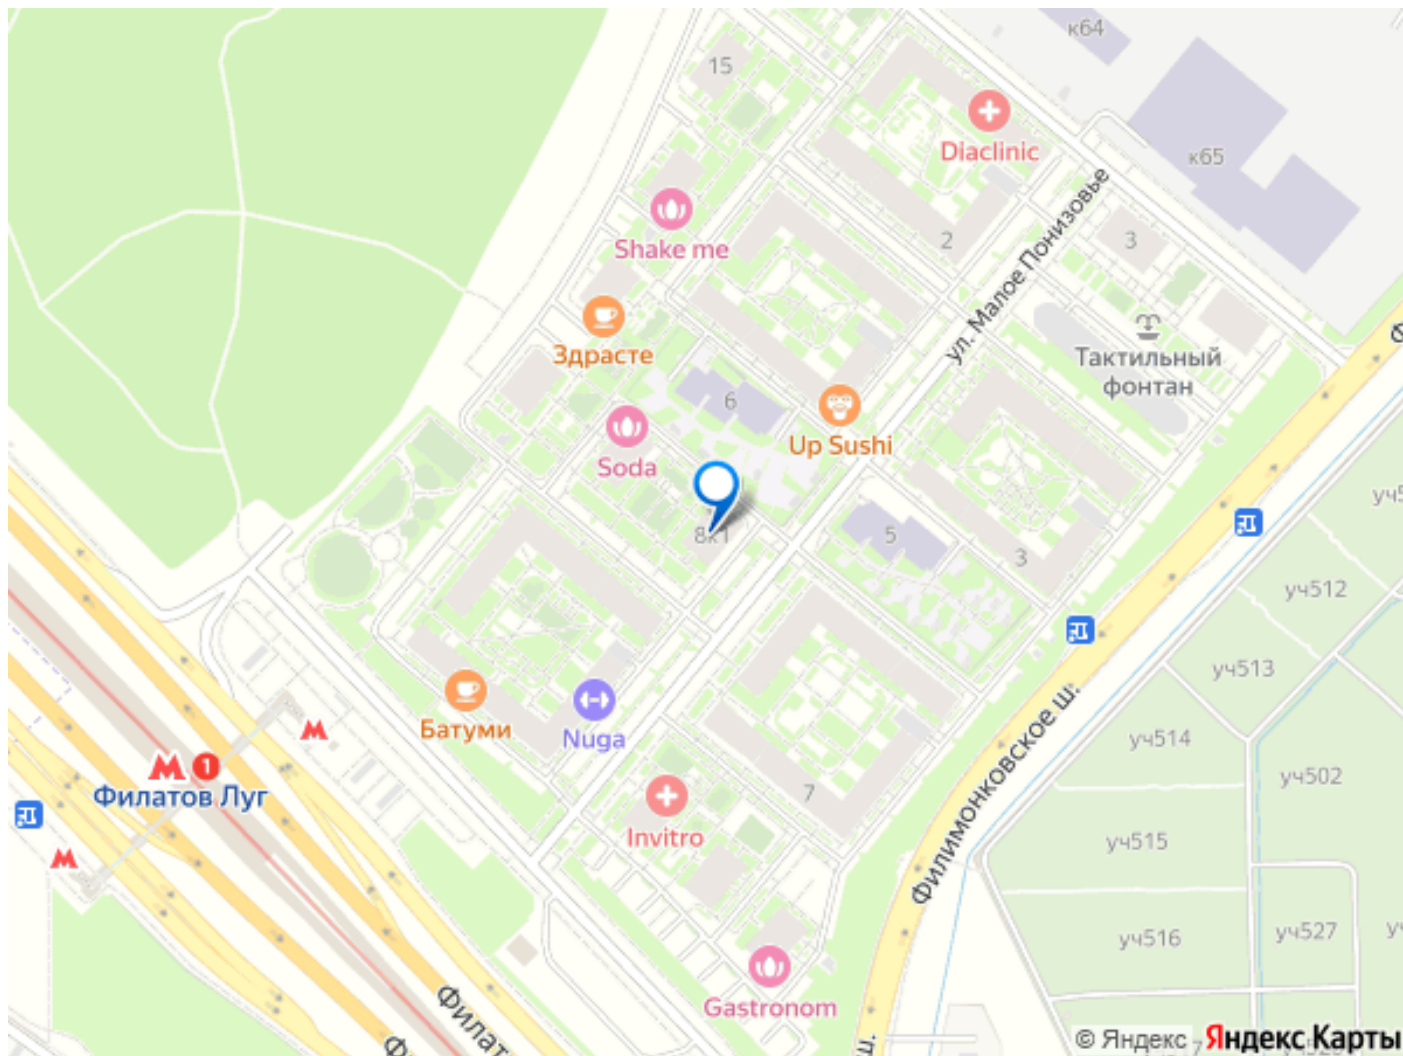 к64
15
Diaclinic
к65
ул. Малое Понизовье
2
3
Shake me
Тактильный
фонтан
Здрасте
6
Up Sushi
Soda
8к1
5
3
уч512
уч513
Батуми
Nuga
уч514
М 1
Филатов Луг
М
М
уч502
7
Invitro
Филимонковское ш.
уч515
уч516
уч527
Gastronom
© Яндекс Яндекс Карты